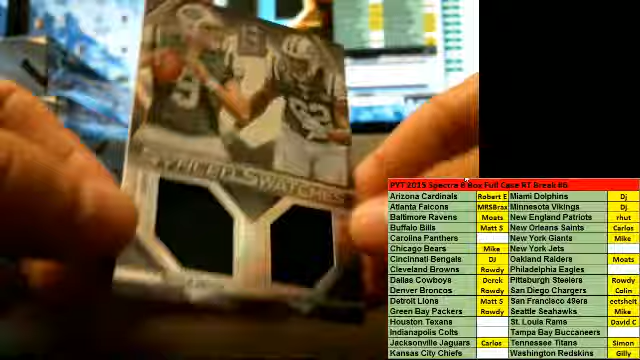 SYNCED SWATCHES
PYT 2015 Spectra 8 Box Full Case RT Break #6
Arizona Cardinals Robert E Miami Dolphins Dj
Atlanta Falcons MRSBrax Minnesota Vikings Dj
Baltimore Ravens Moats New England Patriots rhut
Buffalo Bills Matt S New Orleans Saints Carlos
Carolina Panthers New York Giants Mike
Chicago Bears Mike New York Jets
Cincinnati Bengals DJ Oakland Raiders Moats
Cleveland Browns Rowdy Philadelphia Eagles
Dallas Cowboys Derek Pittsburgh Steelers Rowdy
Denver Broncos Rowdy San Diego Chargers Colin
Detroit Lions Matt S San Francisco 49ers eetshelt
Green Bay Packers Rowdy Seattle Seahawks Mike
Houston Texans St. Louis Rams David C
Indianapolis Colts Tampa Bay Buccaneers
Jacksonville Jaguars Carlos Tennessee Titans Simon
Kansas City Chiefs Washington Redskins Gilly